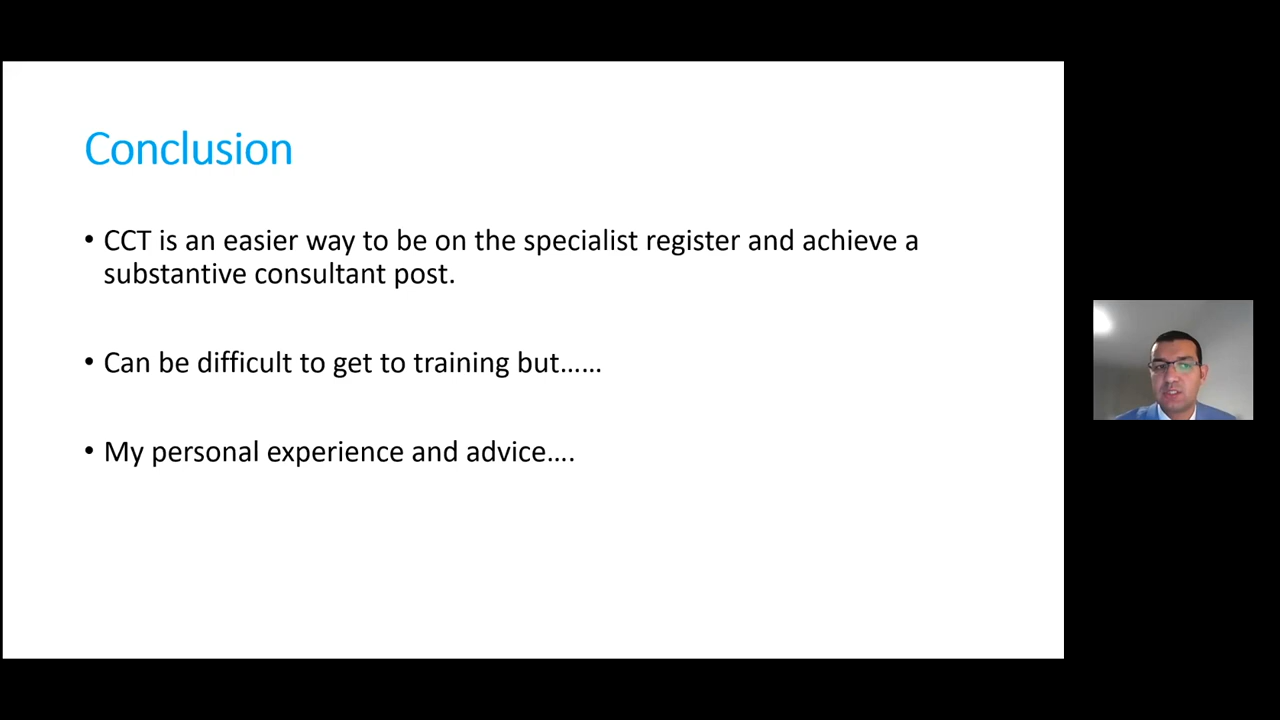 Conclusion
• CCT is an easier way to be on the specialist register and achieve a
substantive consultant post.
• Can be difficult to get to training but......
• My personal experience and advice....